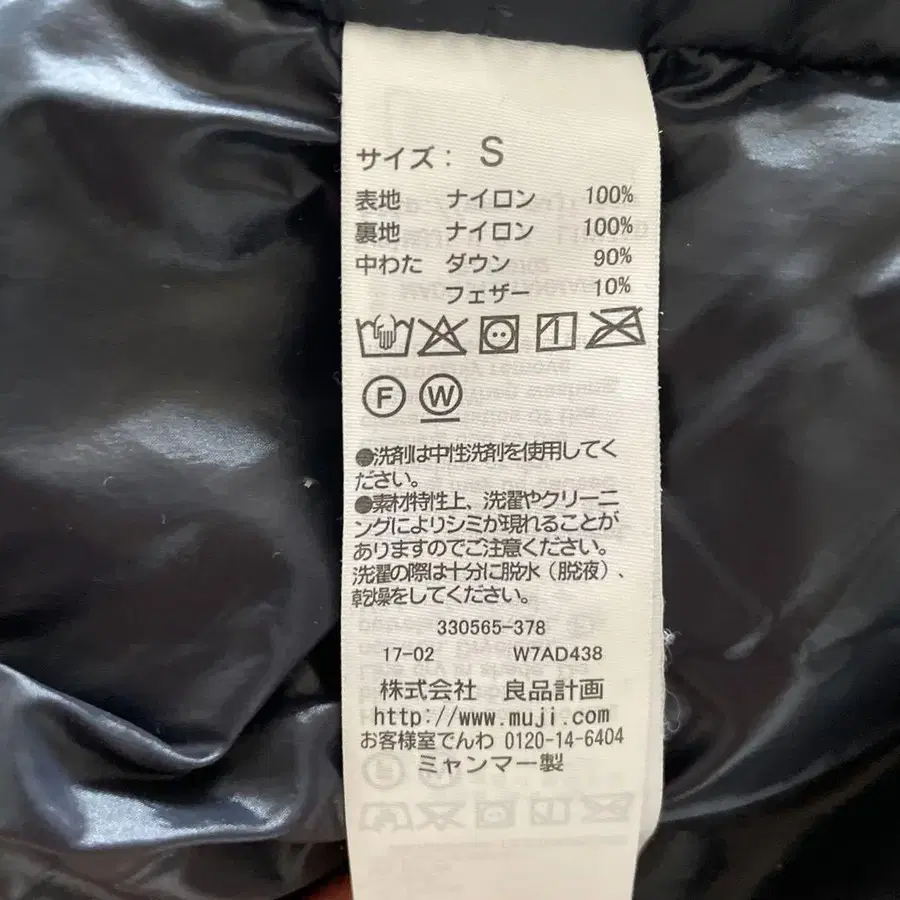 サイズ： S
表地 ナイロン 100%
裏地 ナイロン 100%
中わた ダウン 90%
フェザー 10%
F W
●洗剤は中性洗剤を使用してく
ださい。
●素材特性上、洗濯やクリーニ
ングによりシミが現れることが
ありますのでご注意ください。
洗濯の際は十分に脱水（脱液）、
乾燥をしてください。
330565-378
17-02 W7AD438
株式会社 良品計画
http://www.muji.com
お客様室でんわ 0120-14-6404
ミャンマー製